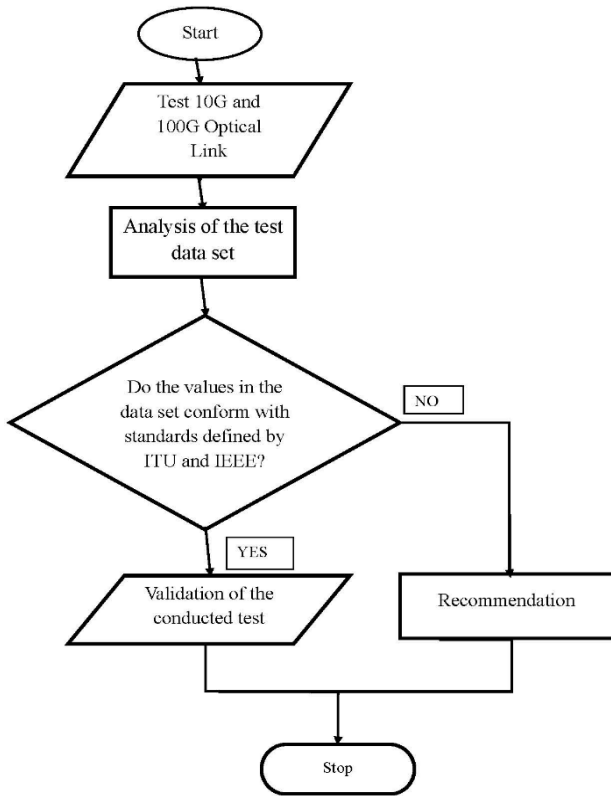 Start
Test 10G and
100G Optical
Link
Analysis of the test
data set
Do the values in the
data set conform with
standards defined by
ITU and IEEE?
NO
YES
Validation of the
conducted test
Recommendation
Stop